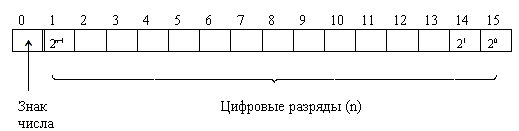 0 1 2 3 4 5 6 7 8 9 10 11 12 13 14 15
2ⁿ⁻¹ 2¹ 2⁰
Знак Цифровые разряды (n)
числа